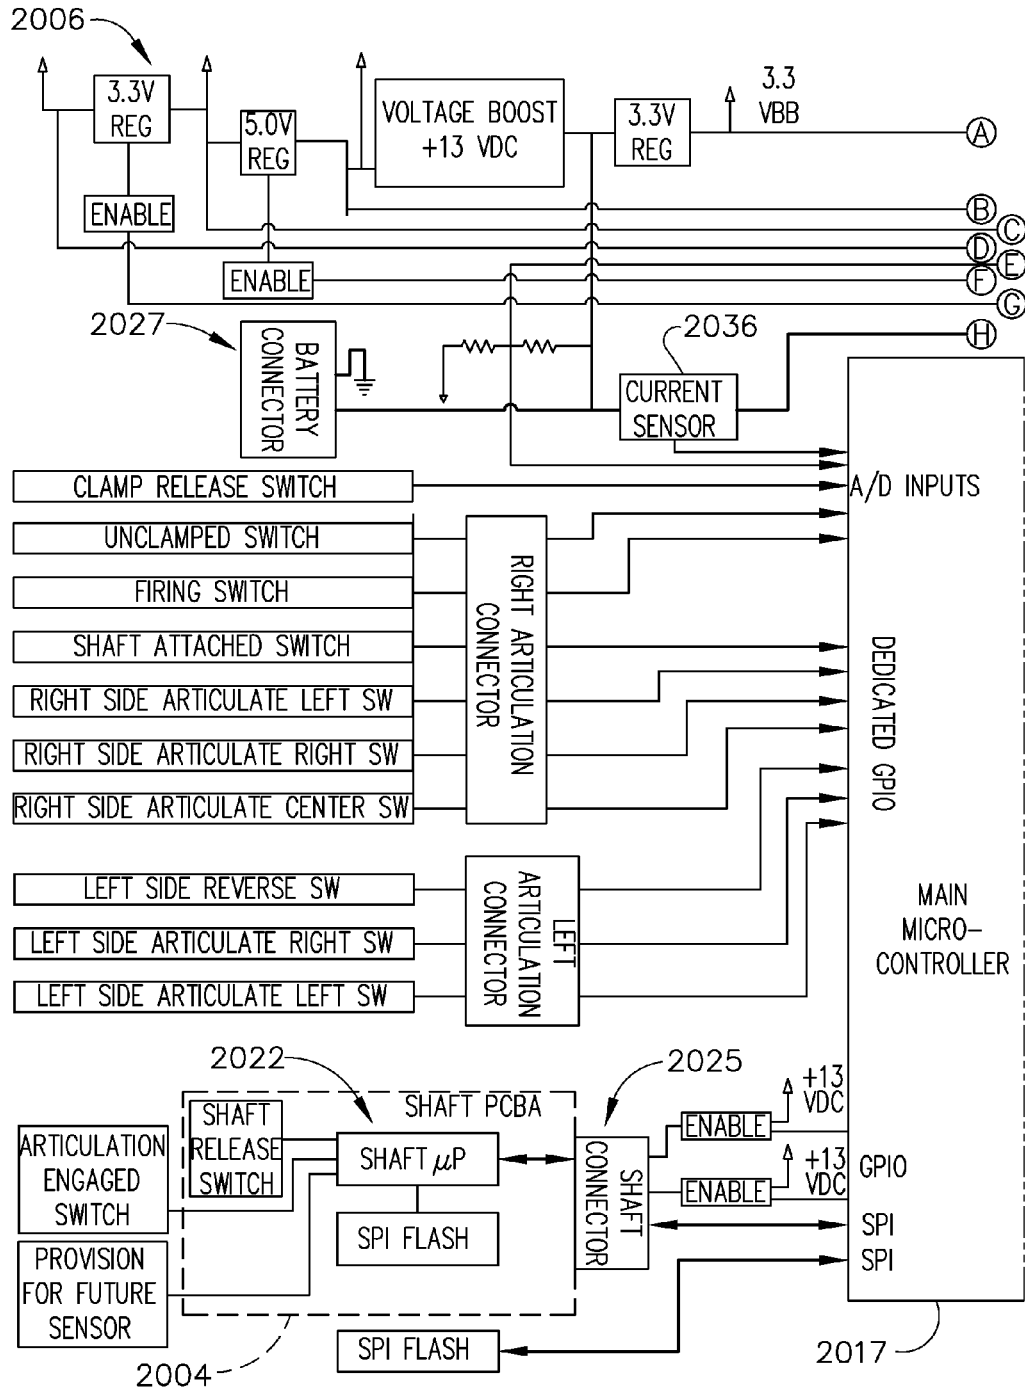 2006
3.3V
REG
5.0V
REG
VOLTAGE BOOST
+13 VDC
3.3V
REG
3.3
VBB
A
ENABLE
B
C
D
E
ENABLE
F
G
2027
2036
H
BATTERY
CONNECTOR
CURRENT
SENSOR
CLAMP RELEASE SWITCH
A/D INPUTS
UNCLAMPED SWITCH
FIRING SWITCH
SHAFT ATTACHED SWITCH
RIGHT SIDE ARTICULATE LEFT SW
RIGHT SIDE ARTICULATE RIGHT SW
RIGHT SIDE ARTICULATE CENTER SW
RIGHT ARTICULATION
CONNECTOR
DEDICATED GPIO
LEFT SIDE REVERSE SW
LEFT SIDE ARTICULATE RIGHT SW
LEFT SIDE ARTICULATE LEFT SW
LEFT
ARTICULATION
CONNECTOR
MAIN
MICRO-
CONTROLLER
2022
2025
SHAFT PCBA
SHAFT
RELEASE
SWITCH
SHAFT μP
SPI FLASH
ARTICULATION
ENGAGED
SWITCH
PROVISION
FOR FUTURE
SENSOR
SHAFT
CONNECTOR
ENABLE
+13
VDC
ENABLE
+13
VDC
GPIO
SPI
SPI
2004
SPI FLASH
2017